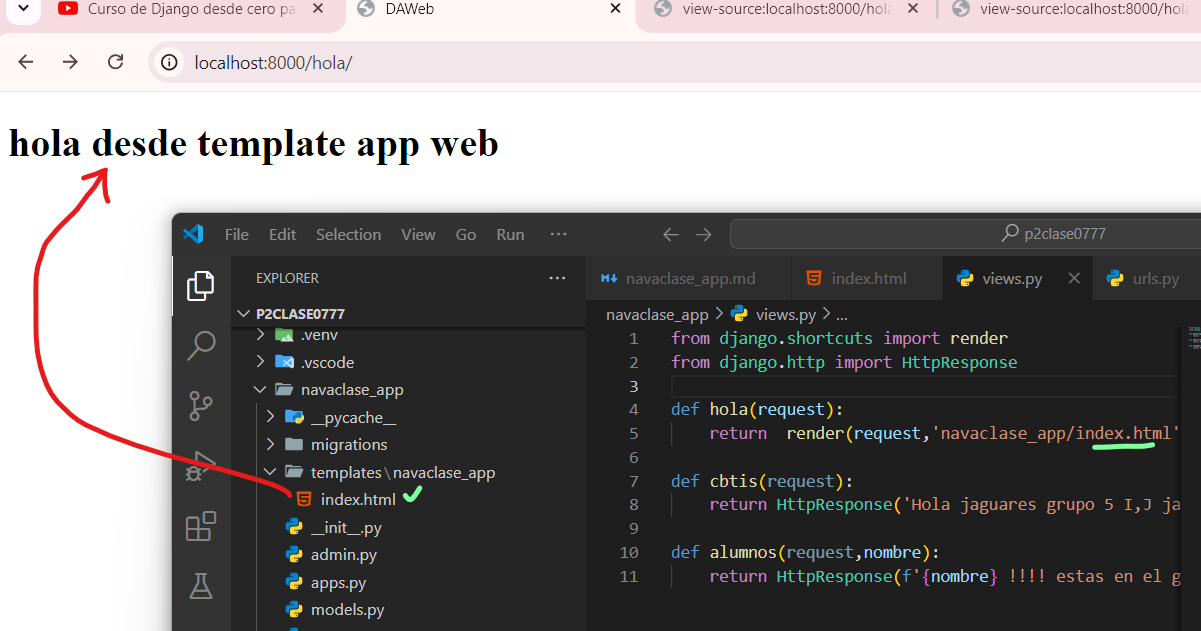 Curso de Django desde cero pa
DAWeb
view-source:localhost:8000/hola
view-source:localhost:8000/hola
localhost:8000/hola/
hola desde template app web
File Edit Selection View Go Run ··· p2clase0777
EXPLORER ···
P2CLASE0777
.venv
.vscode
navaclase_app
__pycache__
migrations
templates\navaclase_app
index.html
__init__.py
admin.py
apps.py
models.py
navaclase_app.md index.html views.py urls.py
navaclase_app > views.py > ...
1 from django.shortcuts import render
2 from django.http import HttpResponse
3
4 def hola(request):
5 return render(request,'navaclase_app/index.html'
6
7 def cbtis(request):
8 return HttpResponse('Hola jaguares grupo 5 I,J ja
9
10 def alumnos(request,nombre):
11 return HttpResponse(f'{nombre} !!!! estas en el g